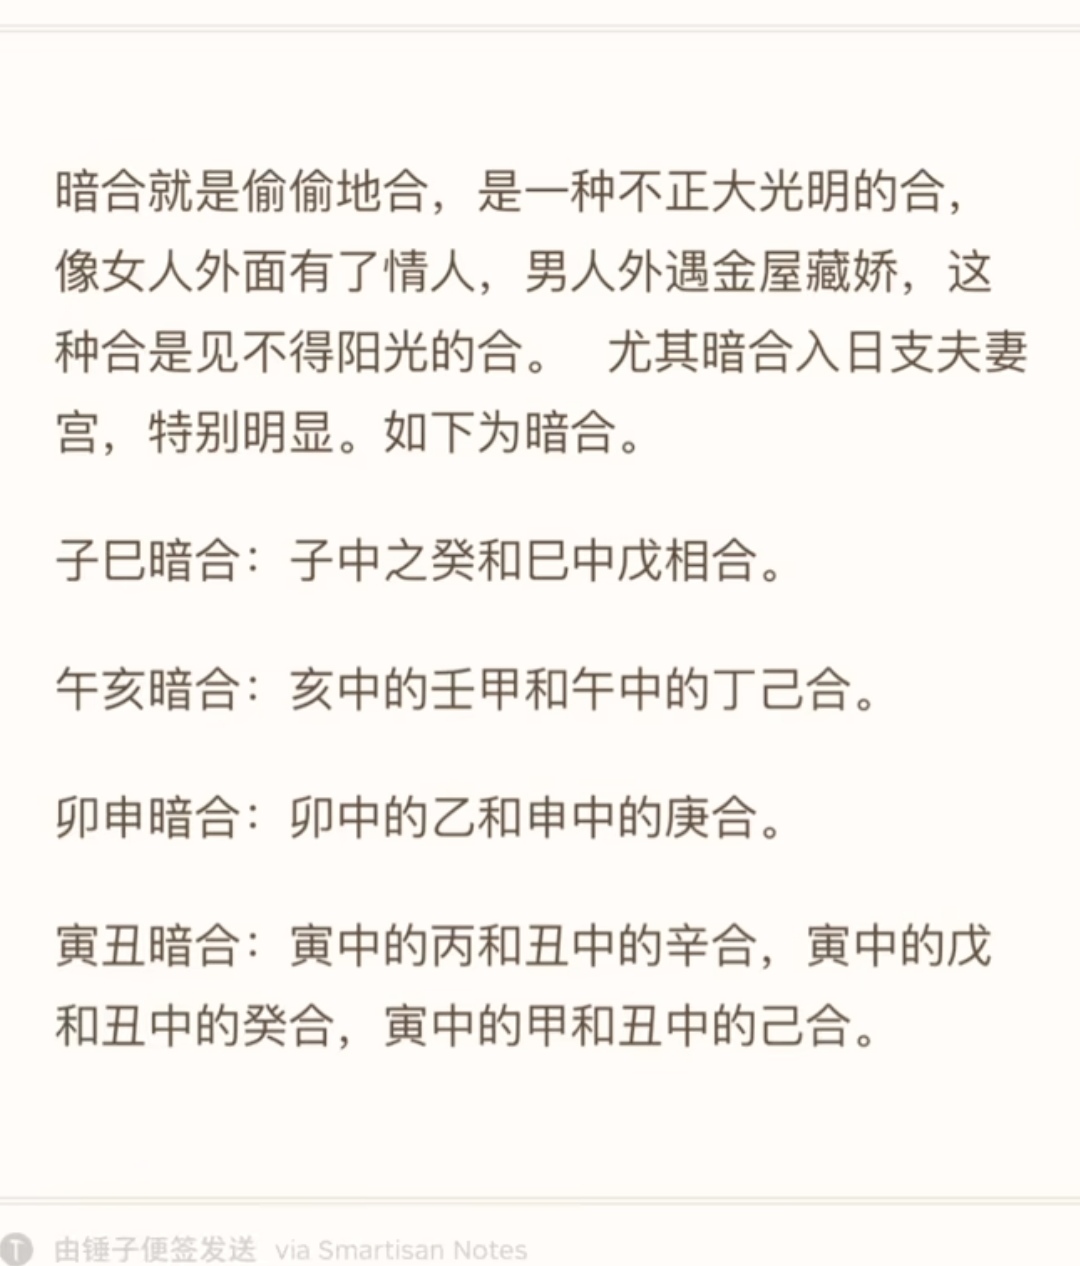 暗合就是偷偷地合，是一种不正大光明的合，
像女人外面有了情人，男人外遇金屋藏娇，这
种合是见不得阳光的合。 尤其暗合入日支夫妻
宫，特别明显。如下为暗合。
子巳暗合：子中之癸和巳中戊相合。
午亥暗合：亥中的壬甲和午中的丁己合。
卯申暗合：卯中的乙和申中的庚合。
寅丑暗合：寅中的丙和丑中的辛合，寅中的戊
和丑中的癸合，寅中的甲和丑中的己合。
T 由锤子便签发送 via Smartisan Notes